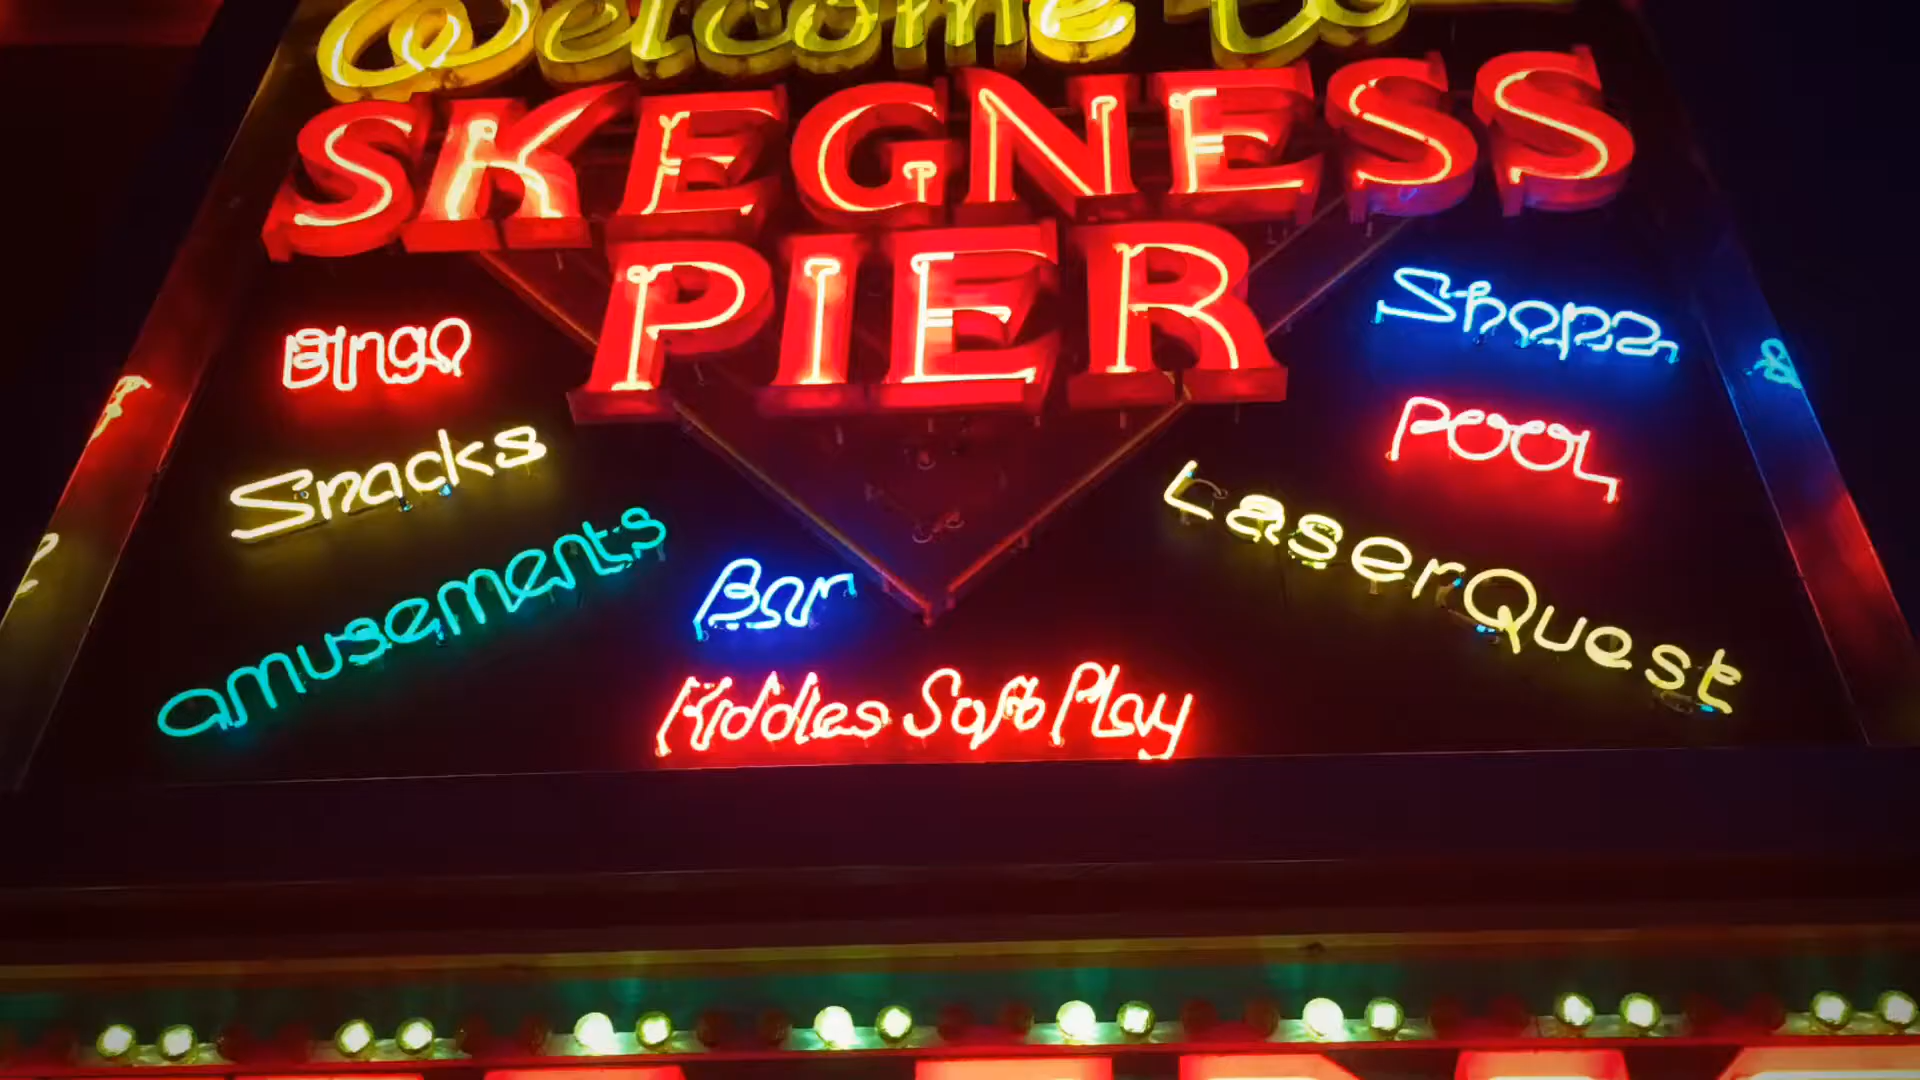 Welcome to
SKEGNESS
PIER
Bingo
Snacks
amusements
Bar
Kiddies Soft Play
Shops
POOL
LaserQuest